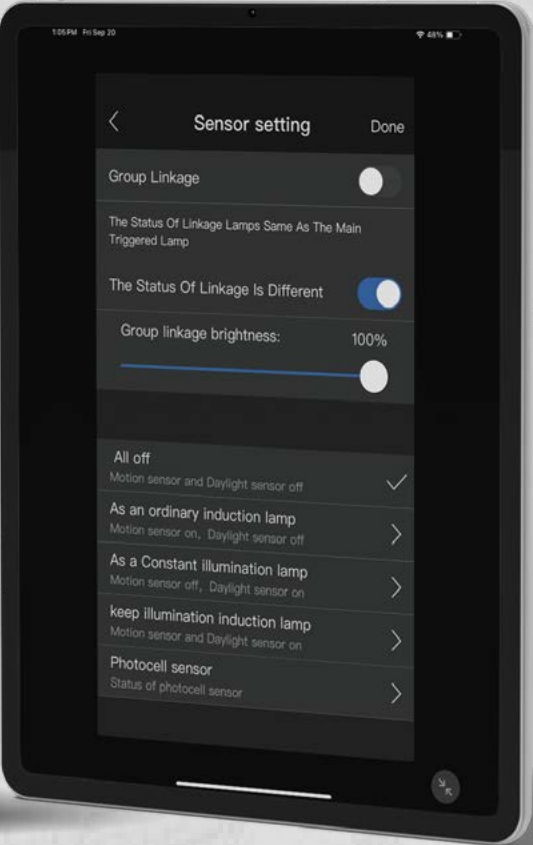 1:05 PM Fri Sep 20
48%
Sensor setting
Done
Group Linkage
The Status Of Linkage Lamps Same As The Main
Triggered Lamp
The Status Of Linkage Is Different
Group linkage brightness:
100%
All off
Motion sensor and Daylight sensor off
As an ordinary induction lamp
Motion sensor on, Daylight sensor off
As a Constant illumination lamp
Motion sensor off, Daylight sensor on
keep illumination induction lamp
Motion sensor and Daylight sensor on
Photocell sensor
Status of photocell sensor